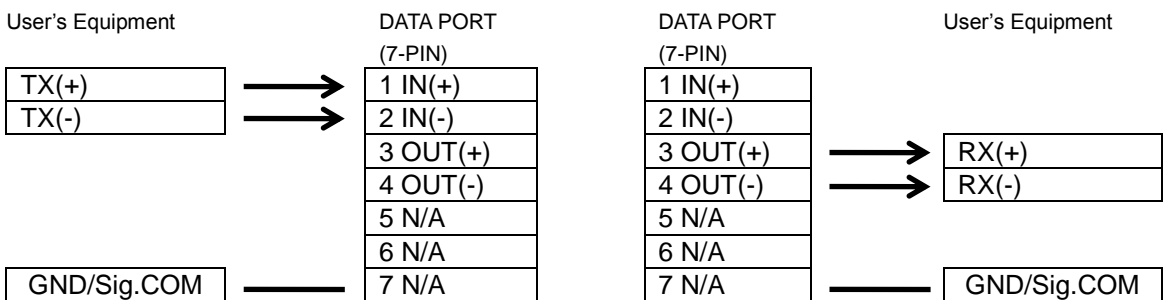 User's Equipment DATA PORT DATA PORT User's Equipment
(7-PIN) (7-PIN)
TX(+) 1 IN(+) 1 IN(+)
TX(-) 2 IN(-) 2 IN(-)
3 OUT(+) 3 OUT(+) RX(+)
4 OUT(-) 4 OUT(-) RX(-)
5 N/A 5 N/A
6 N/A 6 N/A
GND/Sig.COM 7 N/A 7 N/A GND/Sig.COM